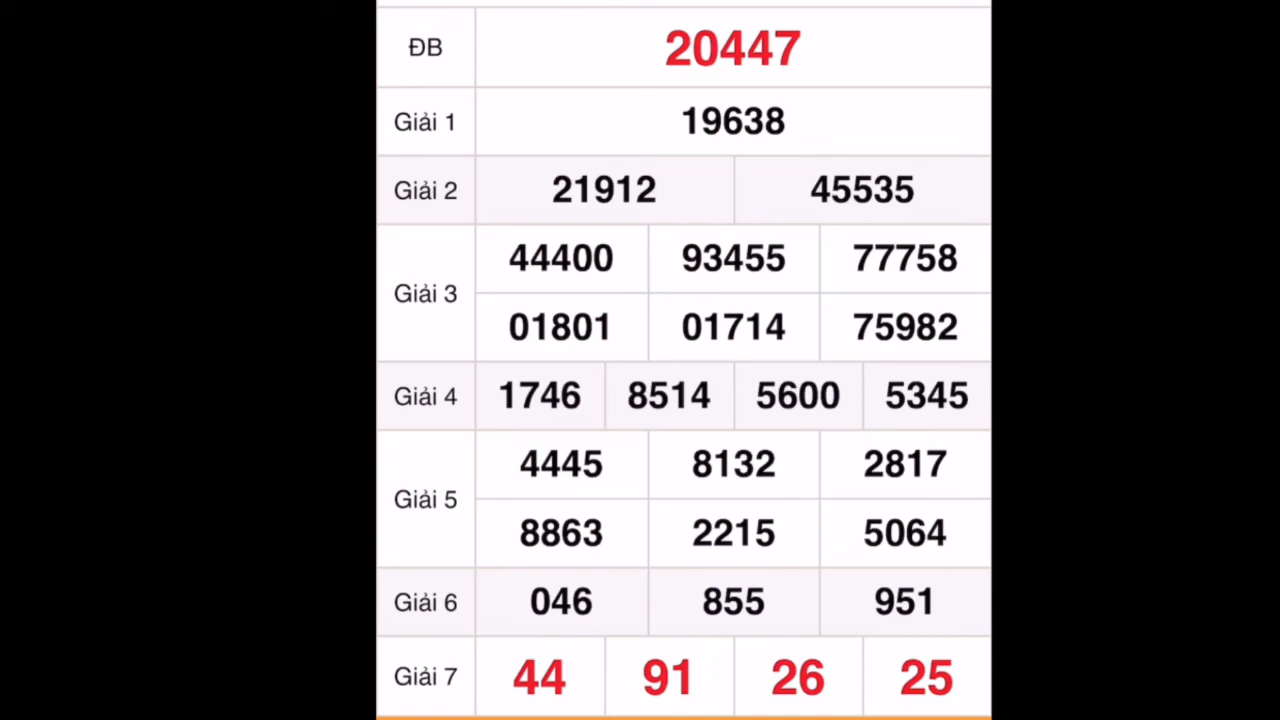 ĐB 20447
Giải 1 19638
Giải 2 21912 45535
Giải 3 44400 93455 77758
01801 01714 75982
Giải 4 1746 8514 5600 5345
Giải 5 4445 8132 2817
8863 2215 5064
Giải 6 046 855 951
Giải 7 44 91 26 25